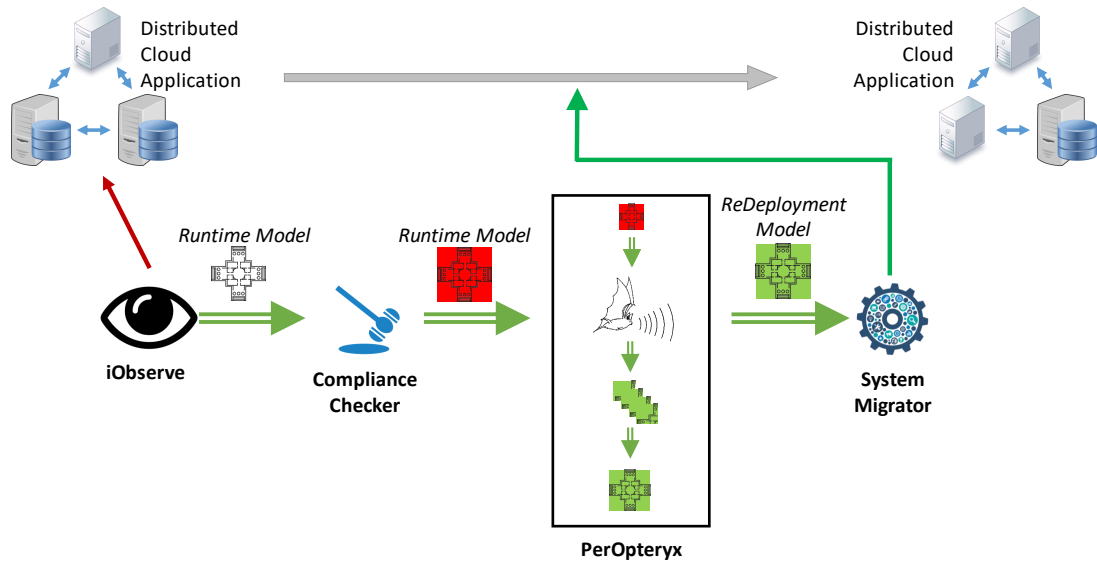 Distributed
Cloud
Application
Distributed
Cloud
Application
Runtime Model
Runtime Model
ReDeployment
Model
iObserve
Compliance
Checker
System
Migrator
PerOpteryx